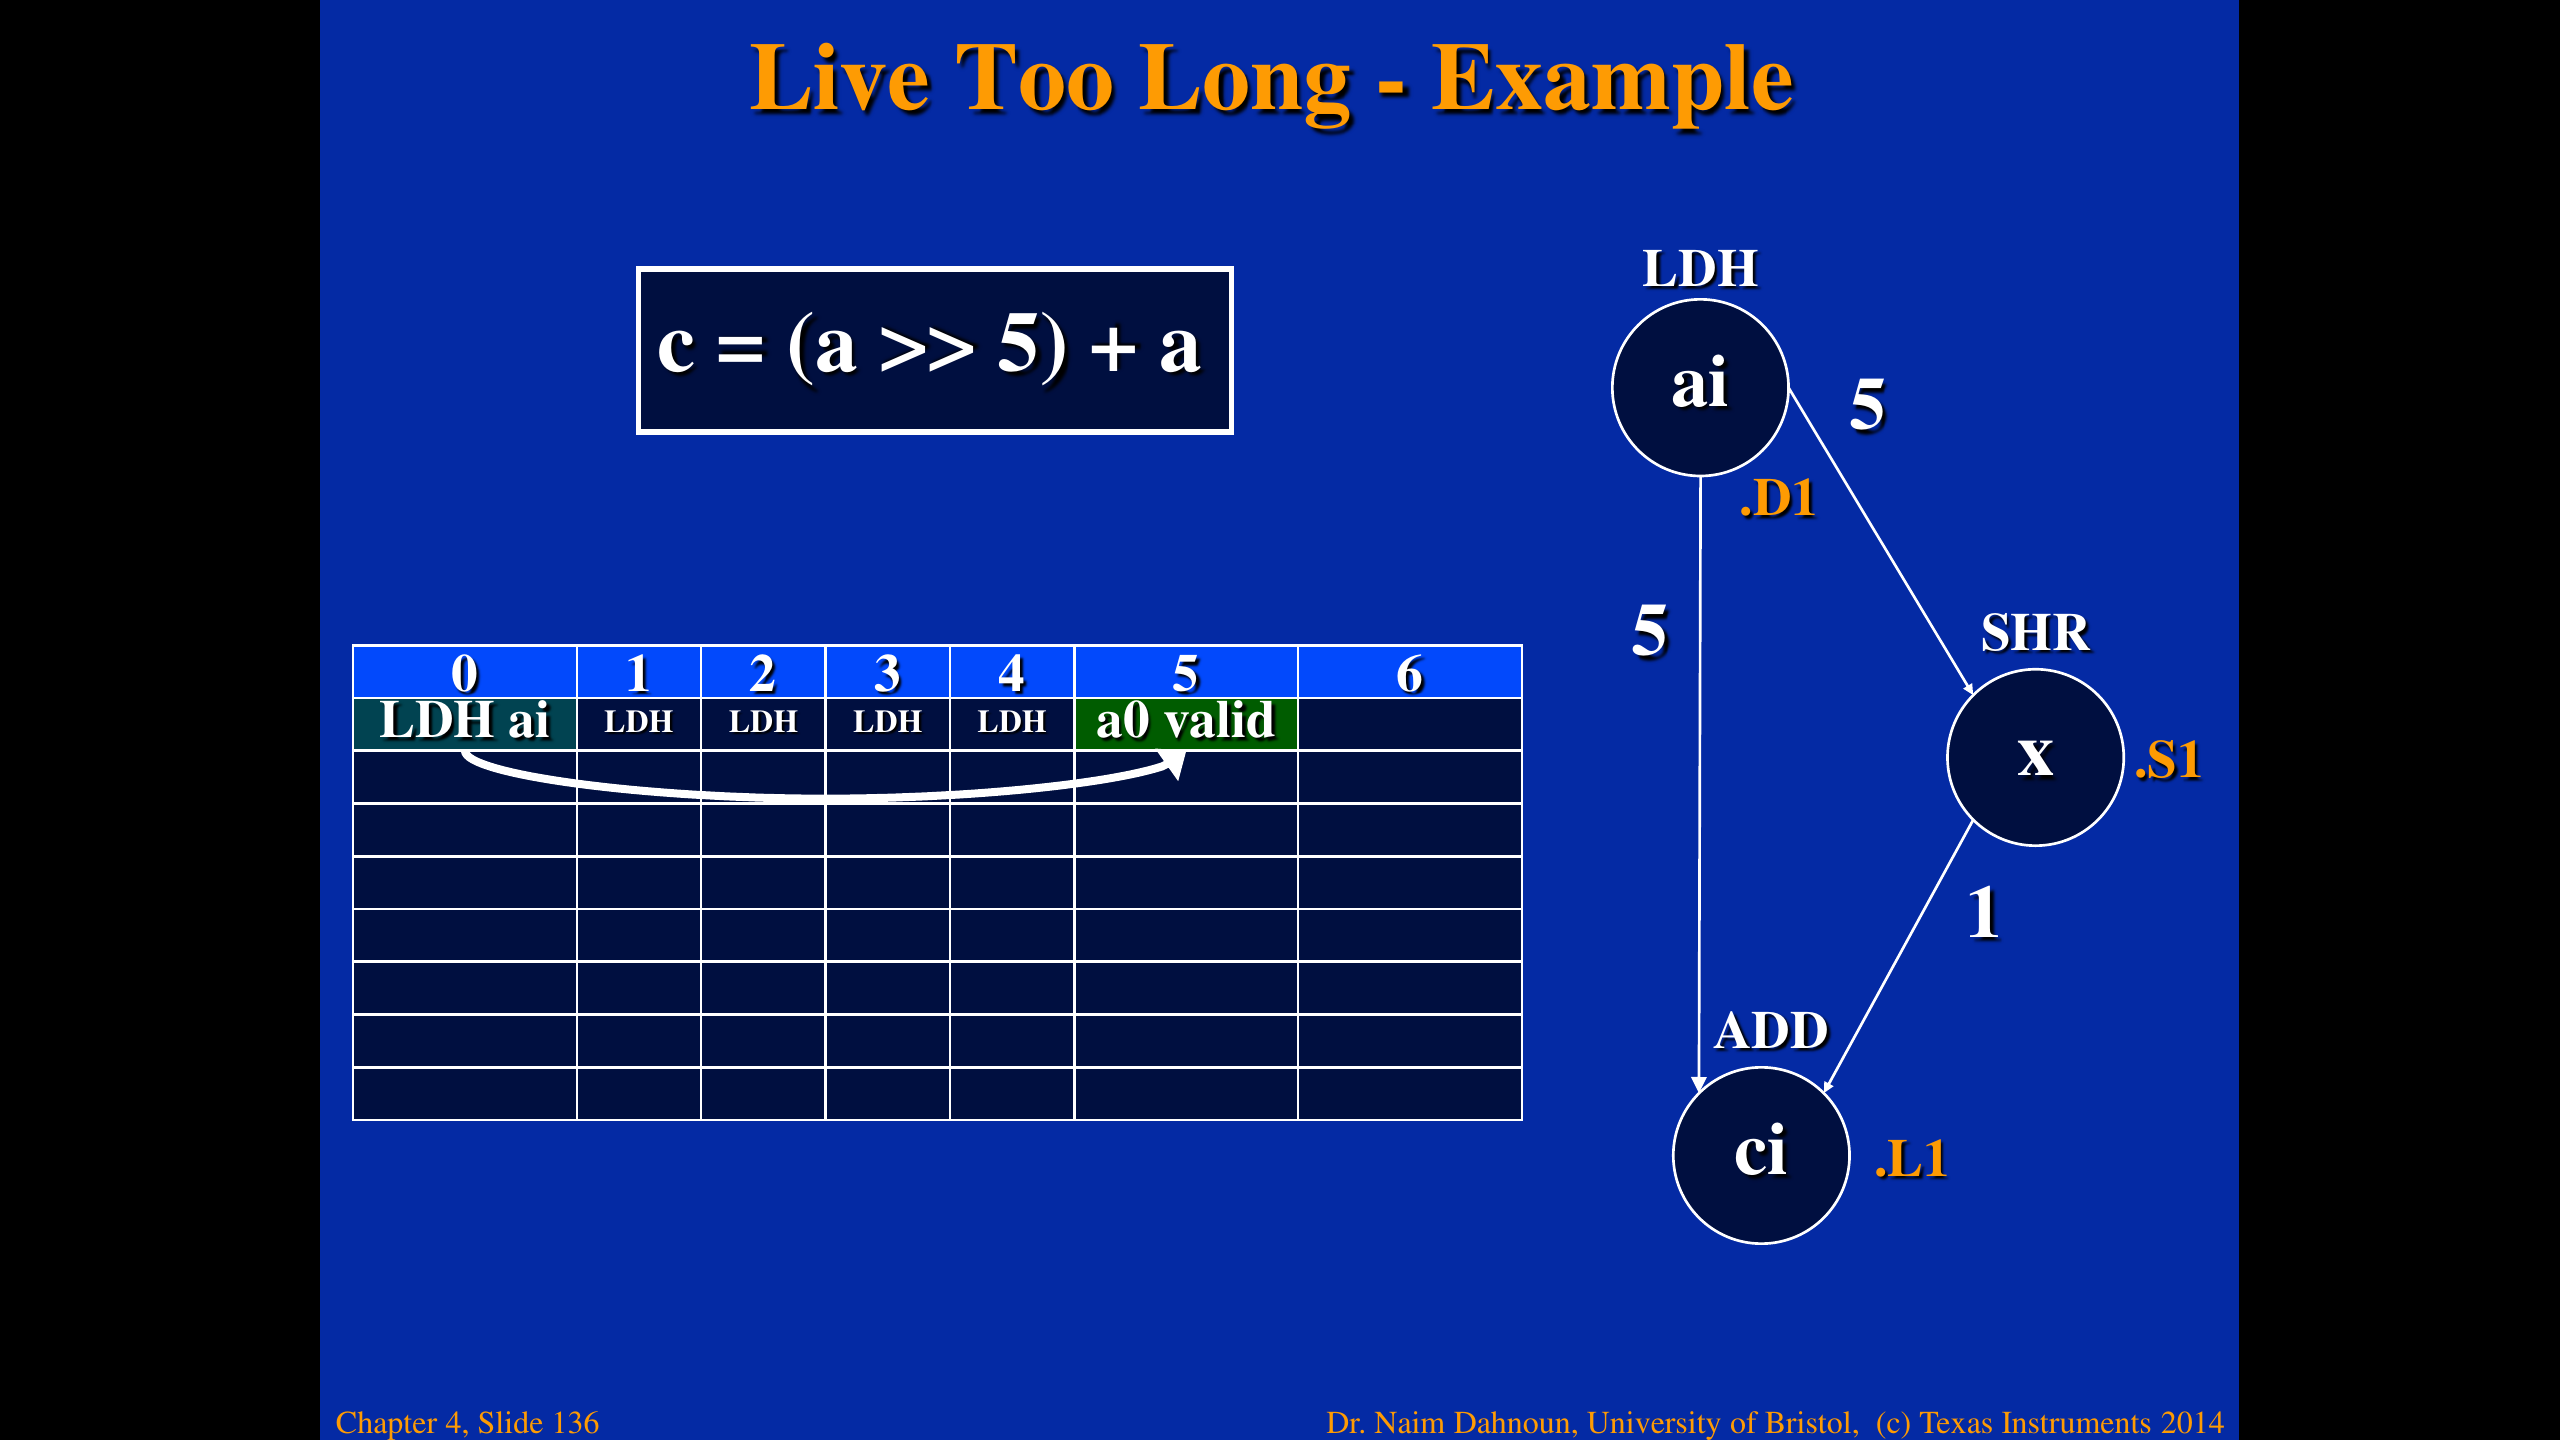 Live Too Long - Example
c = (a >> 5) + a
LDH
ai
5
.D1
5
SHR
x
.S1
1
ADD
ci
.L1
0 1 2 3 4 5 6
LDH ai LDH LDH LDH LDH a0 valid
Chapter 4, Slide 136
Dr. Naim Dahnoun, University of Bristol, (c) Texas Instruments 2014